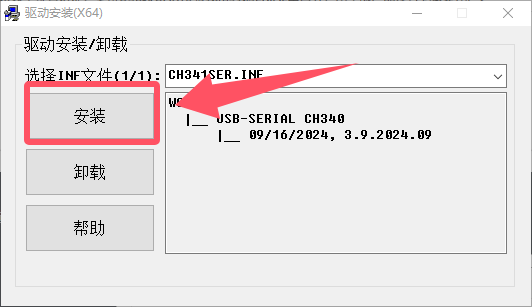 驱动安装(X64)
驱动安装/卸载
选择INF文件(1/1):
CH341SER.INF
安装
卸载
帮助
|__ USB-SERIAL CH340
|__ 09/16/2024, 3.9.2024.09